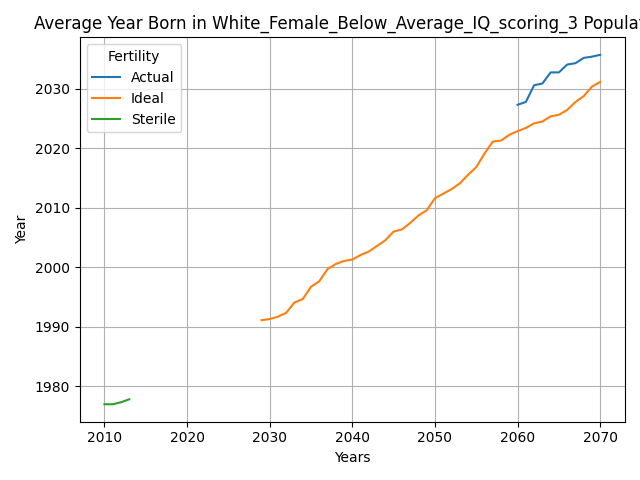 Average Year Born in White_Female_Below_Average_IQ_scoring_3
Fertility
Actual
Ideal
Sterile
Year
2030
2020
2010
2000
1990
1980
2010 2020 2030 2040 2050 2060 2070
Years